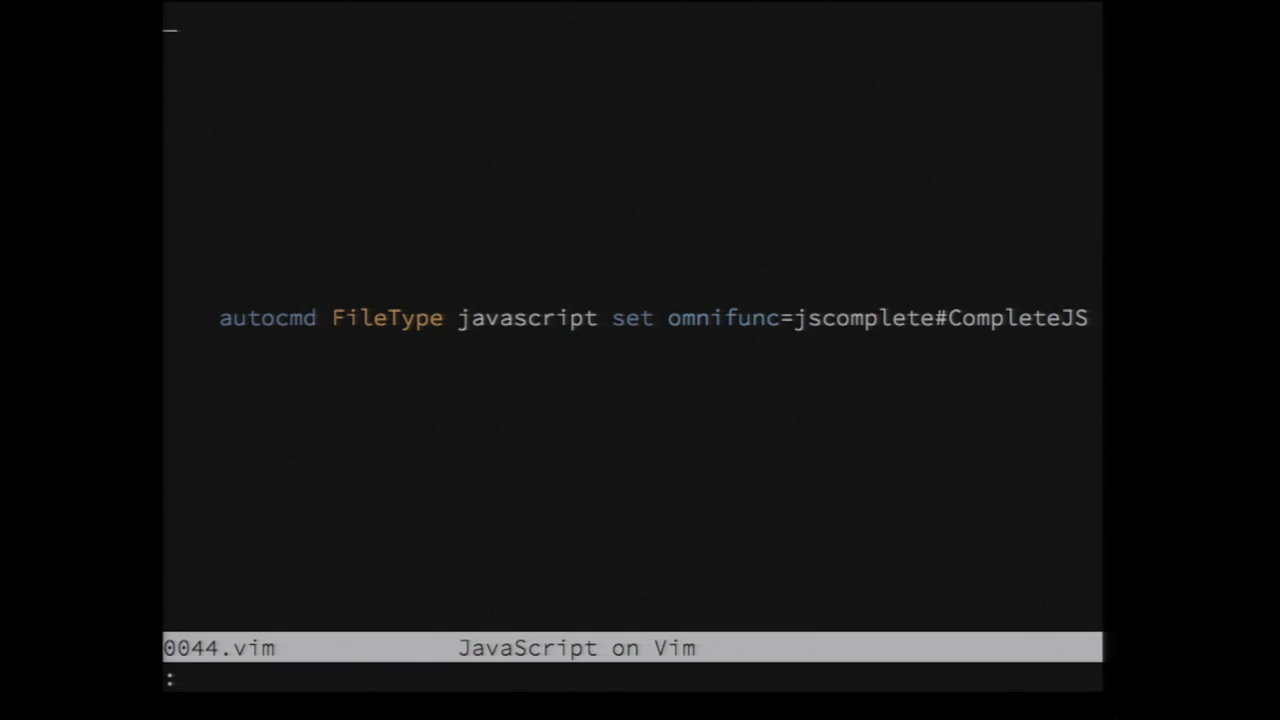 autocmd FileType javascript set omnifunc=jscomplete#CompleteJS
0044.vim JavaScript on Vim
: